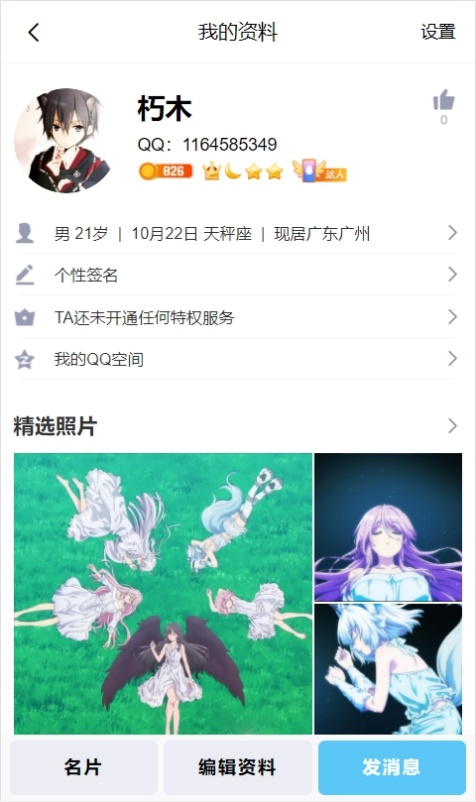 我的资料
设置
朽木
QQ：1164585349
0
826
达人
男 21岁 | 10月22日 天秤座 | 现居广东广州
个性签名
TA还未开通任何特权服务
我的QQ空间
精选照片
名片
编辑资料
发消息